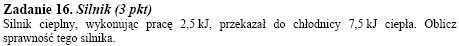 Zadanie 16. Silnik (3 pkt)
Silnik cieplny, wykonując pracę 2,5 kJ, przekazał do chłodnicy 7,5 kJ ciepła. Oblicz
sprawność tego silnika.